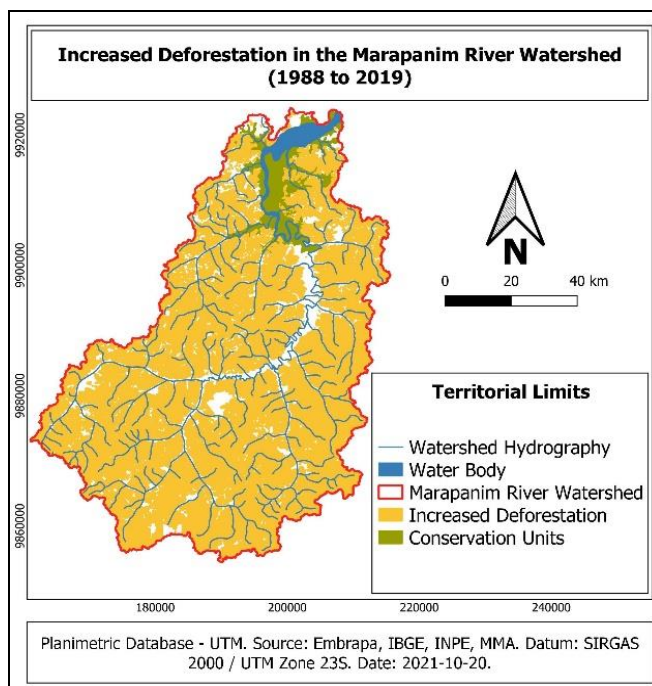 Increased Deforestation in the Marapanim River Watershed
(1988 to 2019)
9920000
9900000
9880000
9860000
N
0 20 40 km
Territorial Limits
Watershed Hydrography
Water Body
Marapanim River Watershed
Increased Deforestation
Conservation Units
180000 200000 220000 240000
Planimetric Database - UTM. Source: Embrapa, IBGE, INPE, MMA. Datum: SIRGAS
2000 / UTM Zone 23S. Date: 2021-10-20.